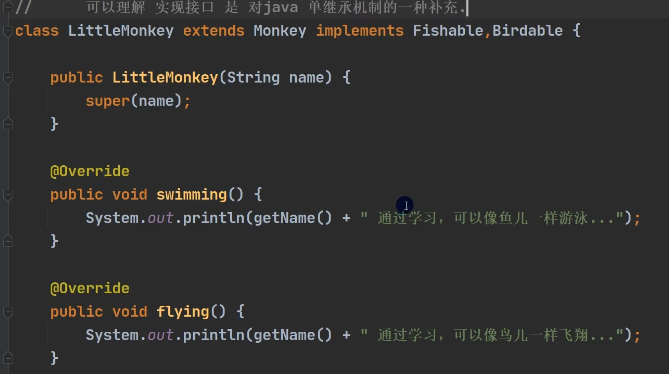 //      可以理解 实现接口 是 对java 单继承机制的一种补充.
class LittleMonkey extends Monkey implements Fishable,Birdable {
    public LittleMonkey(String name) {
        super(name);
    }
    @Override
    public void swimming() {
        System.out.println(getName() + " 通过学习，可以像鱼儿一样游泳...");
    }
    @Override
    public void flying() {
        System.out.println(getName() + " 通过学习，可以像鸟儿一样飞翔...");
    }